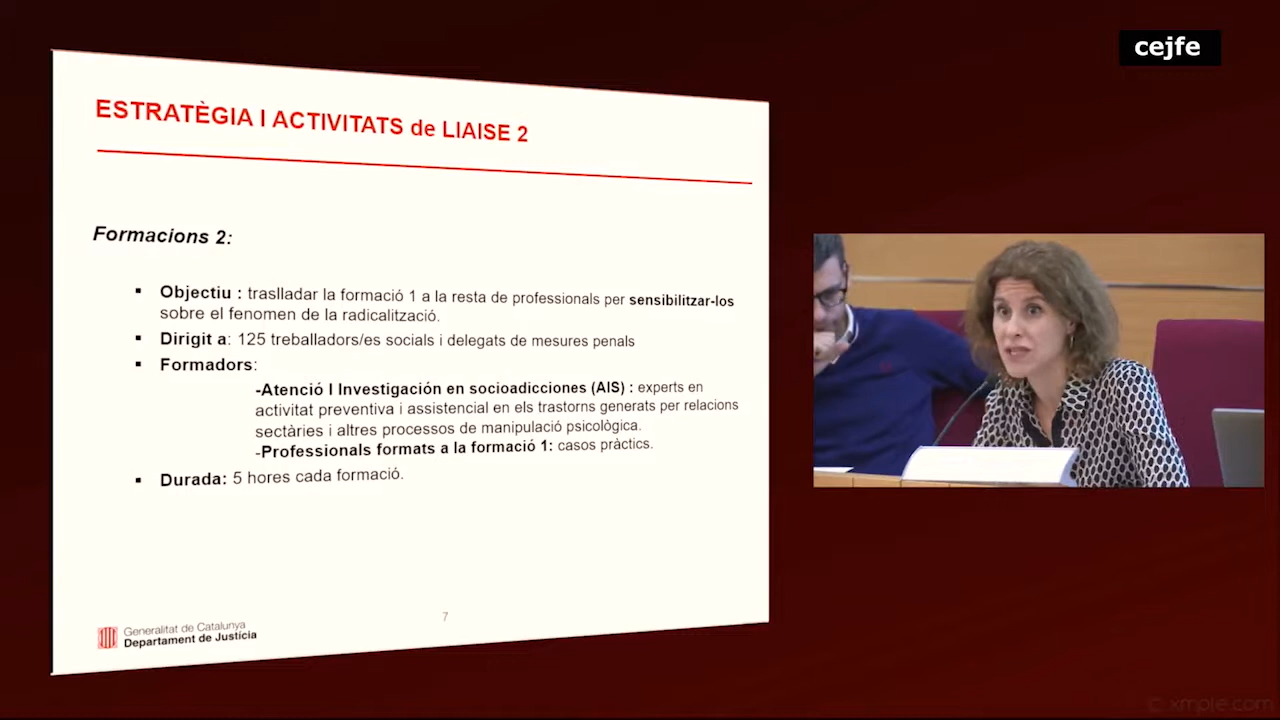 cejfe
ESTRATÈGIA I ACTIVITATS de LIAISE 2
Formacions 2:
▪ Objectiu : traslladar la formació 1 a la resta de professionals per sensibilitzar-los
sobre el fenomen de la radicalització.
▪ Dirigit a: 125 treballadors/es socials i delegats de mesures penals
▪ Formadors:
-Atenció I Investigación en socioadicciones (AIS) : experts en
activitat preventiva i assistencial en els trastorns generats per relacions
sectàries i altres processos de manipulació psicològica.
-Professionals formats a la formació 1: casos pràctics.
▪ Durada: 5 hores cada formació.
7
Generalitat de Catalunya
Departament de Justícia
© xmple.com